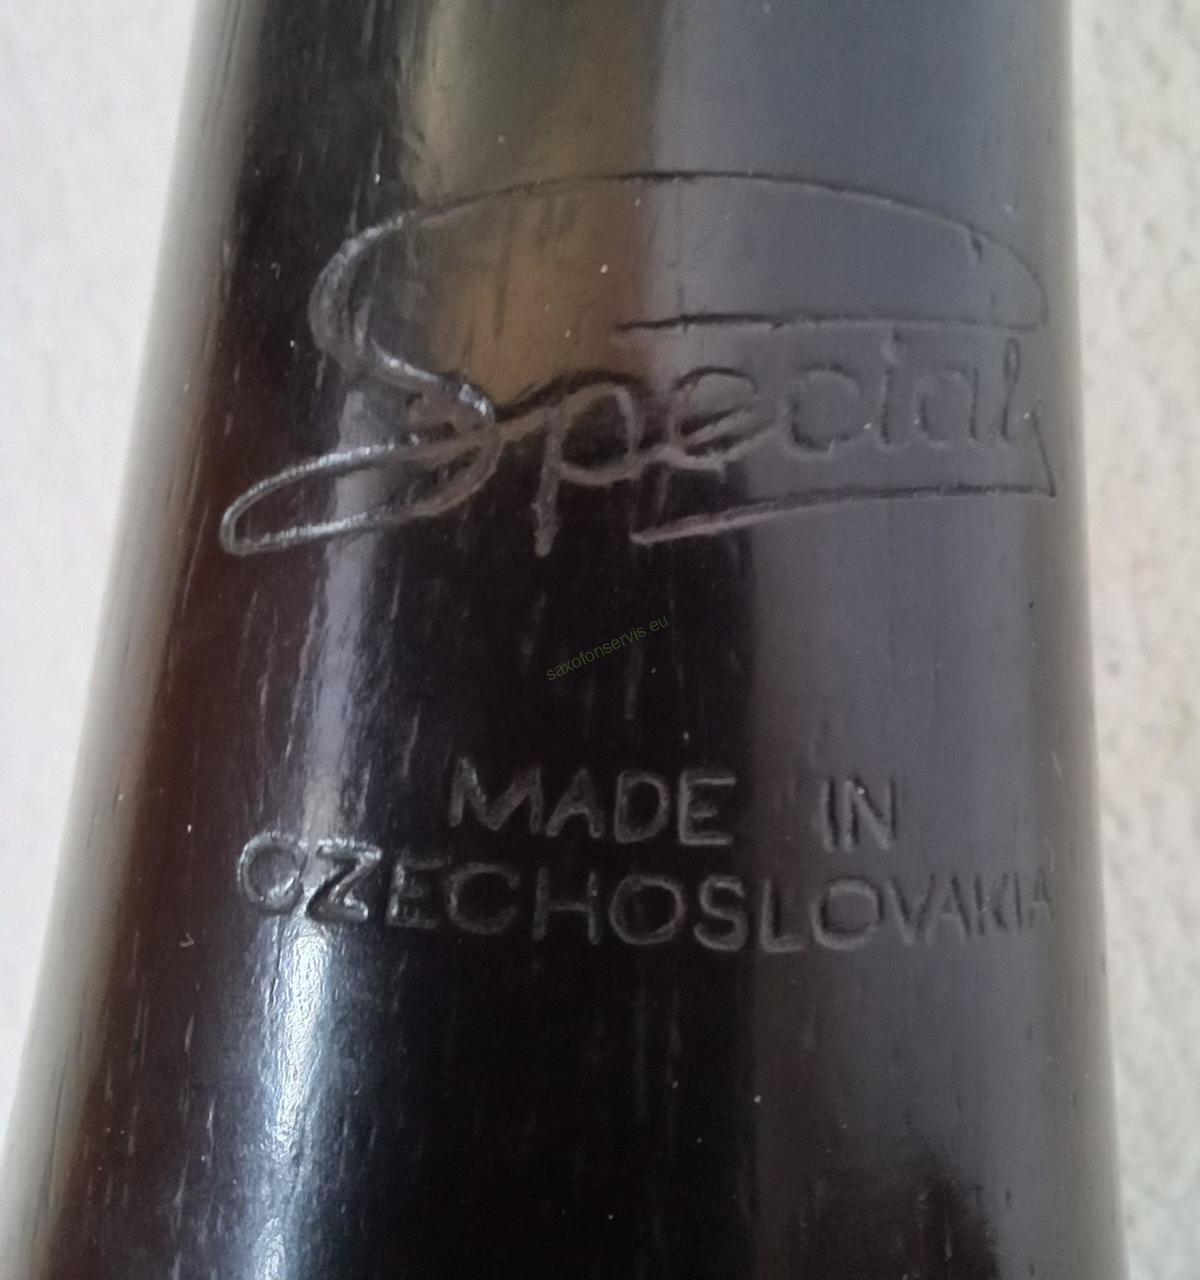 Special
saxofonservis.eu
MADE IN
CZECHOSLOVAKIA